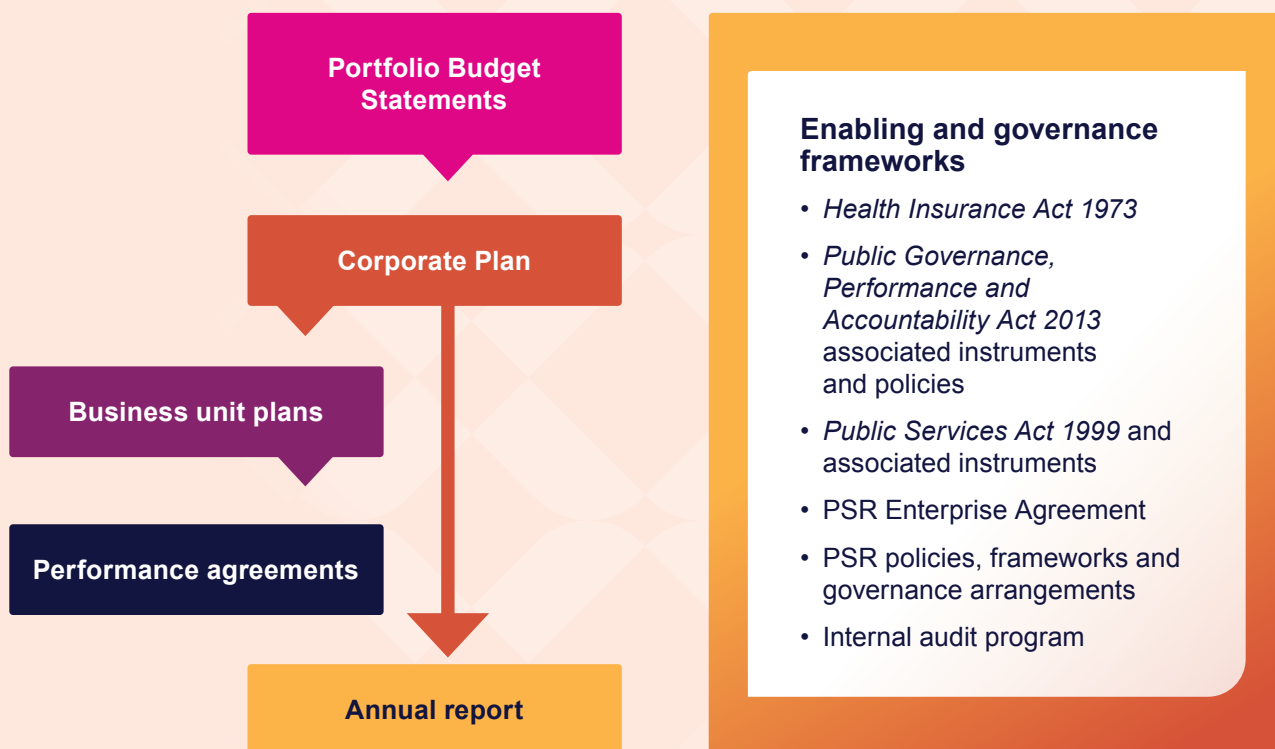 Portfolio Budget
Statements
Corporate Plan
Business unit plans
Performance agreements
Annual report
Enabling and governance
frameworks
• Health Insurance Act 1973
• Public Governance,
Performance and
Accountability Act 2013
associated instruments
and policies
• Public Services Act 1999 and
associated instruments
• PSR Enterprise Agreement
• PSR policies, frameworks and
governance arrangements
• Internal audit program